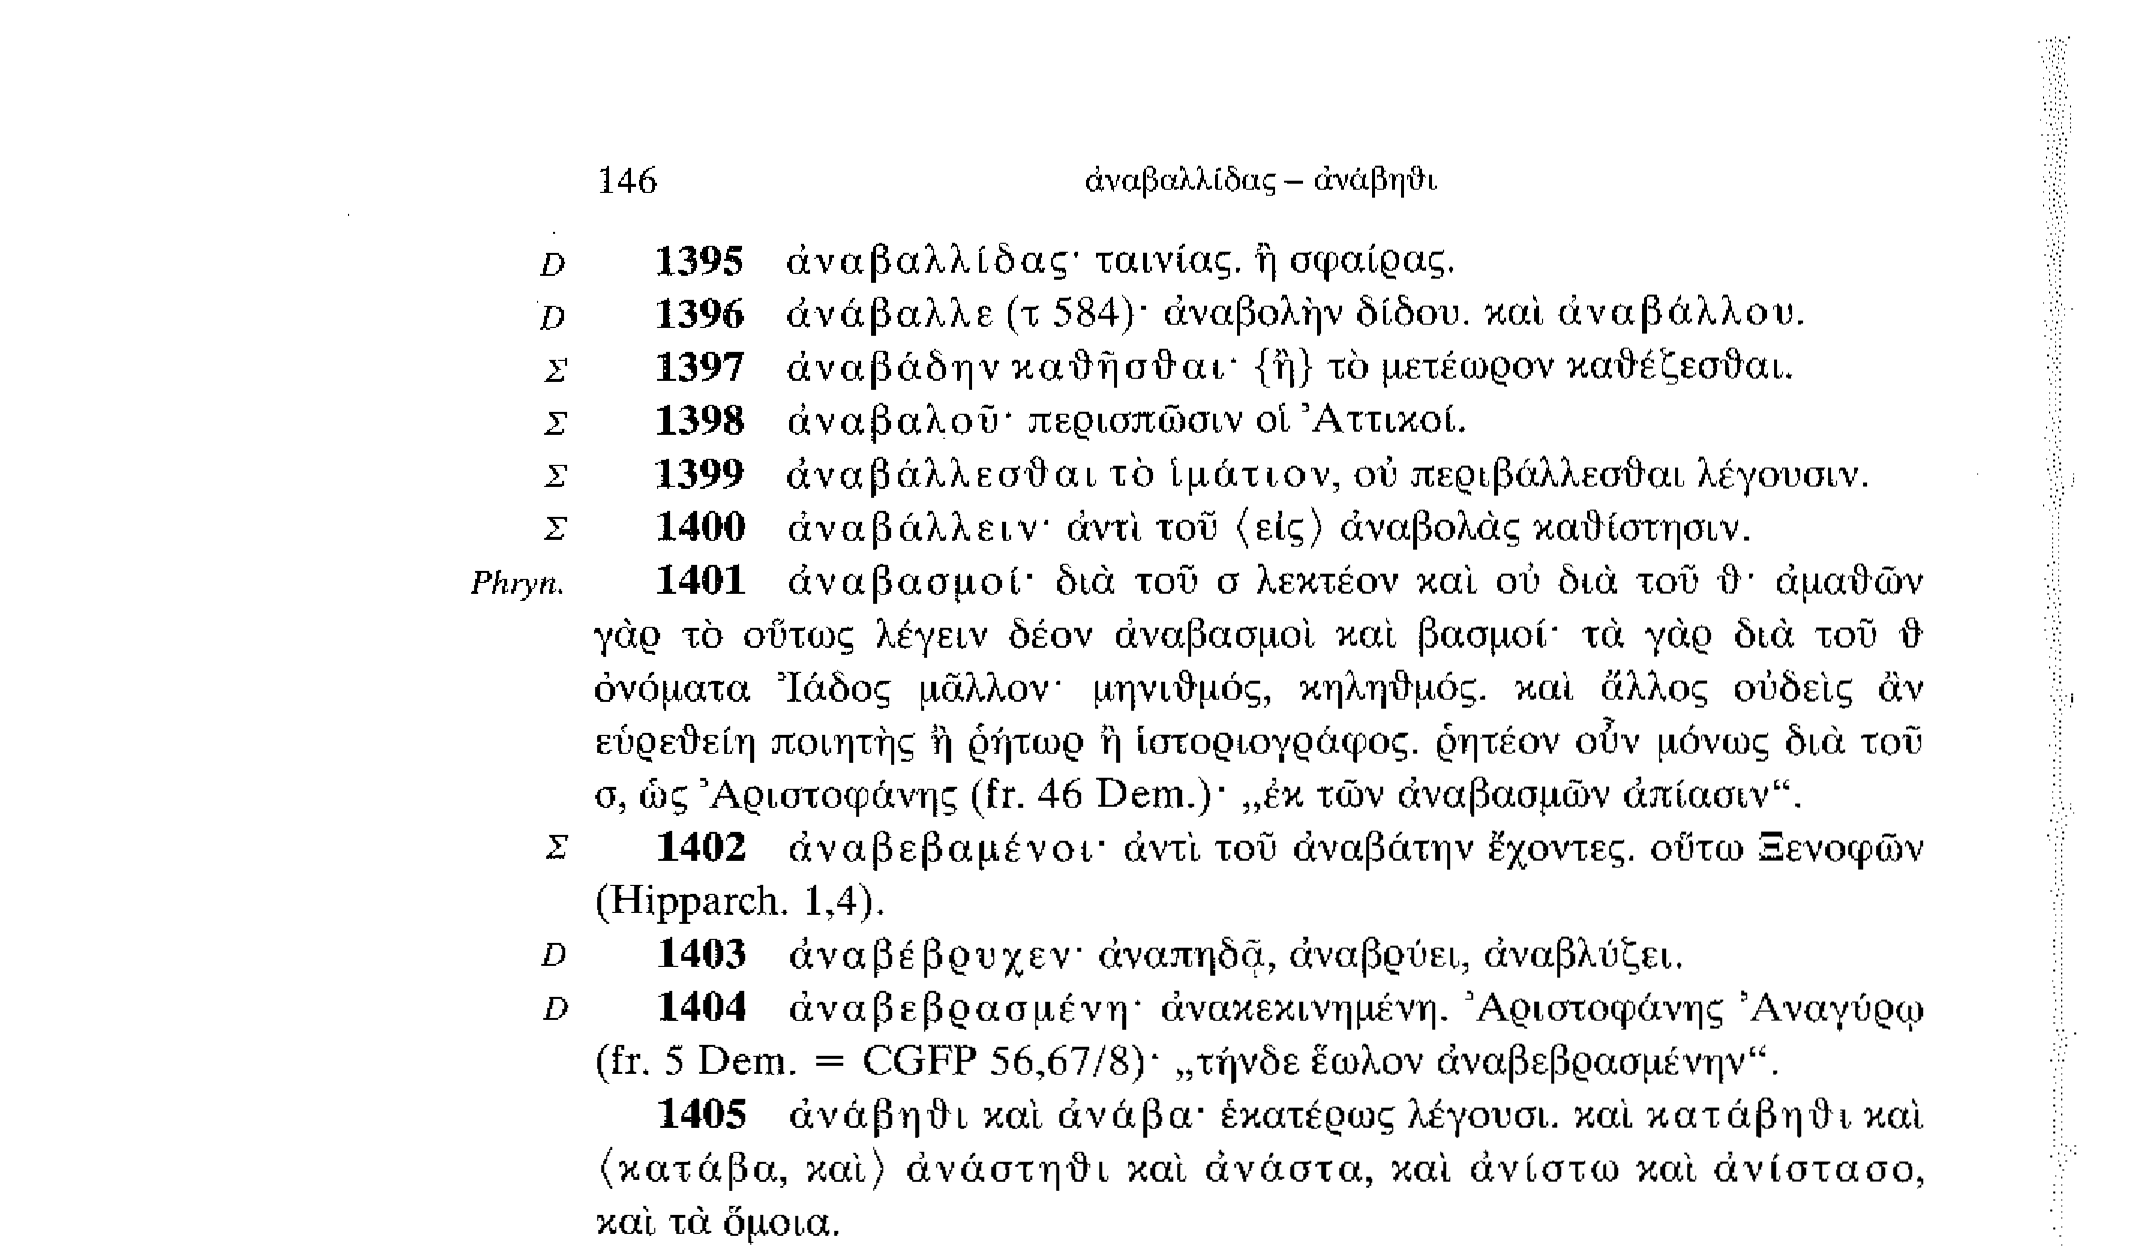 146 ἀναβαλλίδας – ἀνάβηθι
D 1395 ἀναβαλλίδας· ταινίας. ἢ σφαίρας.
D 1396 ἀνάβαλλε (τ 584)· ἀναβολὴν δίδου. καὶ ἀναβάλλου.
Σ 1397 ἀναβάδην καθῆσθαι· {ἢ} τὸ μετέωρον καθέζεσθαι.
Σ 1398 ἀναβαλοῦ· περισπῶσιν οἱ Ἀττικοί.
Σ 1399 ἀναβάλλεσθαι τὸ ἱμάτιον, οὐ περιβάλλεσθαι λέγουσιν.
Σ 1400 ἀναβάλλειν· ἀντὶ τοῦ ⟨εἰς⟩ ἀναβολὰς καθίστησιν.
Phryn. 1401 ἀναβασμοί· διὰ τοῦ σ λεκτέον καὶ οὐ διὰ τοῦ θ· ἀμαθῶν
γὰρ τὸ οὕτως λέγειν δέον ἀναβασμοὶ καὶ βασμοί· τὰ γὰρ διὰ τοῦ θ
ὀνόματα Ἰάδος μᾶλλον· μηνιθμός, κηληθμός. καὶ ἄλλος οὐδεὶς ἂν
εὑρεθείη ποιητὴς ἢ ῥήτωρ ἢ ἱστοριογράφος. ῥητέον οὖν μόνως διὰ τοῦ
σ, ὡς Ἀριστοφάνης (fr. 46 Dem.)· „ἐκ τῶν ἀναβασμῶν ἀπίασιν“.
Σ 1402 ἀναβεβαμένοι· ἀντὶ τοῦ ἀναβάτην ἔχοντες. οὕτω Ξενοφῶν
(Hipparch. 1,4).
D 1403 ἀναβέβρυχεν· ἀναπηδᾷ, ἀναβρύει, ἀναβλύζει.
D 1404 ἀναβεβρασμένη· ἀνακεκινημένη. Ἀριστοφάνης Ἀναγύρῳ
(fr. 5 Dem. = CGFP 56,67/8)· „τήνδε ἕωλον ἀναβεβρασμένην“.
1405 ἀνάβηθι καὶ ἀνάβα· ἑκατέρως λέγουσι. καὶ κατάβηθι καὶ
⟨κατάβα, καὶ⟩ ἀνάστηθι καὶ ἀνάστα, καὶ ἀνίστω καὶ ἀνίστασο,
καὶ τὰ ὅμοια.